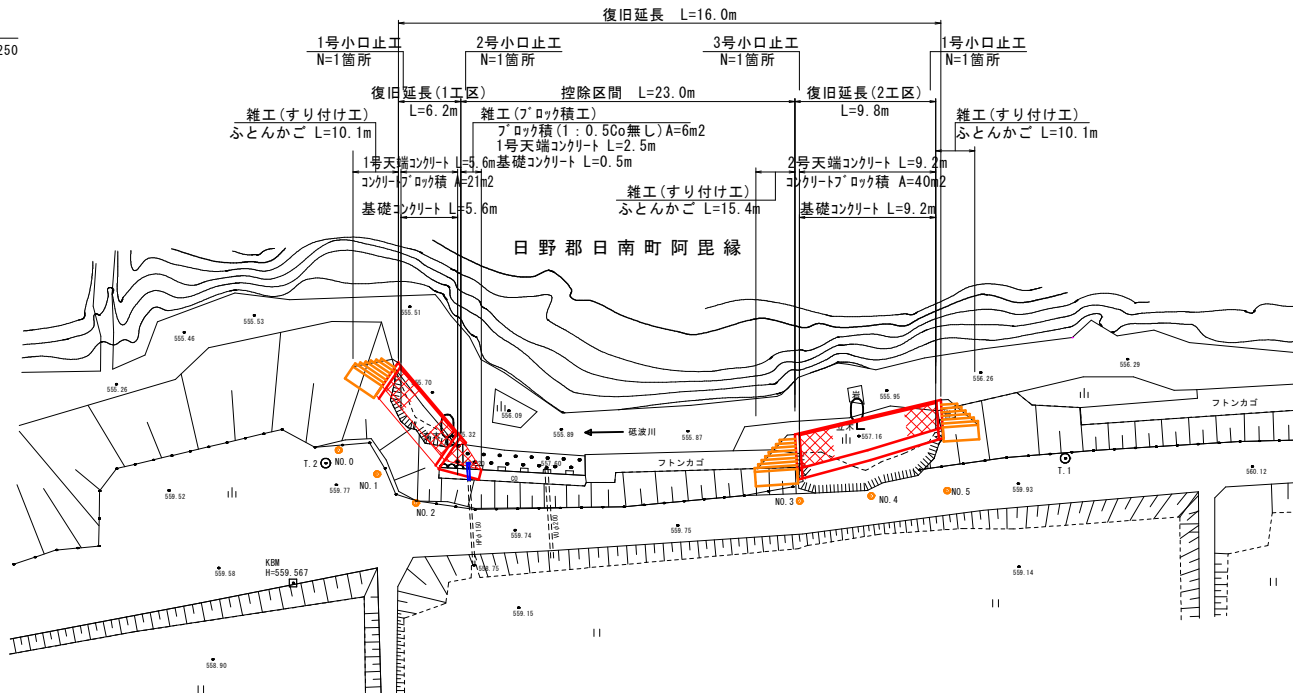 復旧延長 L=16.0m
250
1号小口止工
N=1箇所
2号小口止工
N=1箇所
3号小口止工
N=1箇所
1号小口止工
N=1箇所
復旧延長(1工区)
L=6.2m
控除区間 L=23.0m
復旧延長(2工区)
L=9.8m
雑工(すり付け工)
ふとんかご L=10.1m
雑工(ブロック積工)
ブロック積(1：0.5Co無し)A=6m2
1号天端コンクリート L=2.5m
基礎コンクリート L=0.5m
雑工(すり付け工)
ふとんかご L=10.1m
1号天端コンクリート L=5.6m
コンクリートブロック積 A=21m2
基礎コンクリート L=5.6m
雑工(すり付け工)
ふとんかご L=15.4m
2号天端コンクリート L=9.2m
コンクリートブロック積 A=40m2
基礎コンクリート L=9.2m
日野郡日南町阿毘縁
555.51
555.53
555.46
555.26
555.70
556.09
555.32
555.89
砥波川
555.87
555.95
556.26
556.29
岩
557.16
フトンカゴ
フトンカゴ
557.60
CO
T.2
NO.0
NO.1
NO.2
NO.3
NO.4
NO.5
T.1
559.77
559.52
559.93
560.12
HPφ150
VUφ200
559.74
559.75
558.75
KBM
H=559.567
559.58
559.14
559.15
558.90